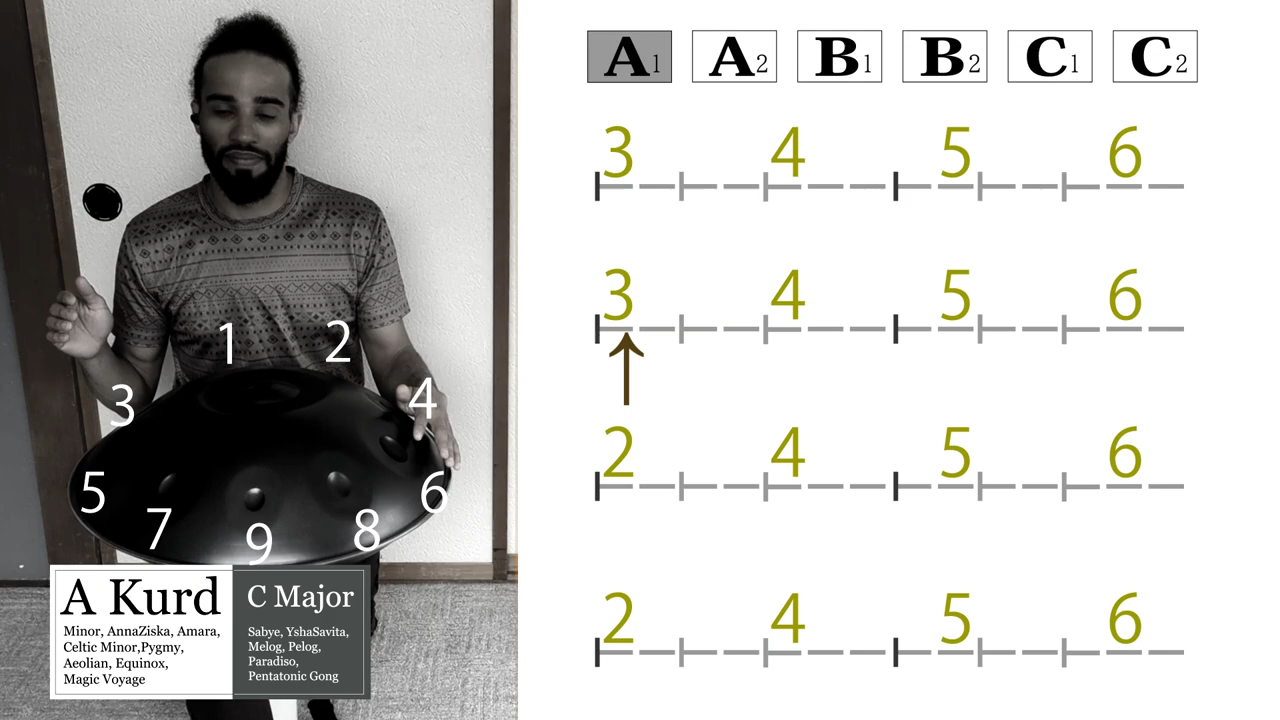 A1 A2 B1 B2 C1 C2
3 4 5 6
3 4 5 6
2 4 5 6
2 4 5 6
1 2
3 4
5 6
7 8
9
A Kurd
Minor, AnnaZiska, Amara,
Celtic Minor,Pygmy,
Aeolian, Equinox,
Magic Voyage
C Major
Sabye, YshaSavita,
Melog, Pelog,
Paradiso,
Pentatonic Gong